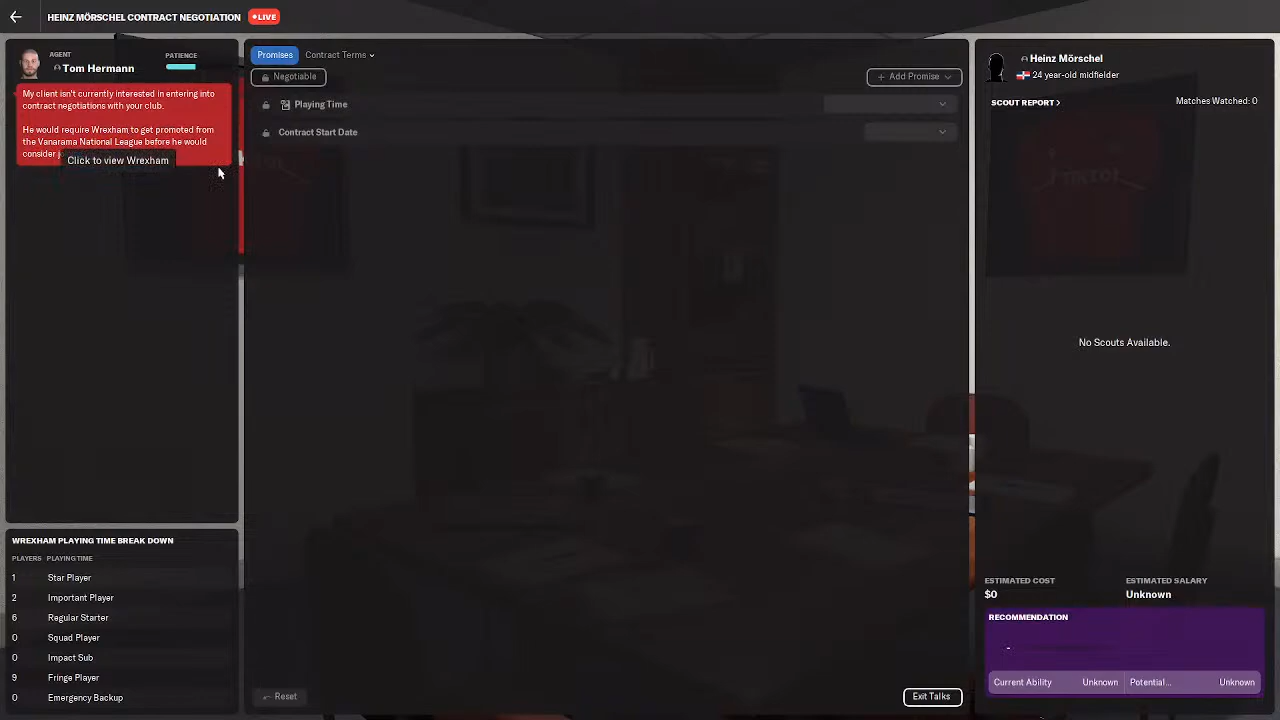 HEINZ MÖRSCHEL CONTRACT NEGOTIATION LIVE
AGENT
Tom Hermann
PATIENCE
My client isn't currently interested in entering into
contract negotiations with your club.
He would require Wrexham to get promoted from
the Vanarama National League before he would
consider
Click to view Wrexham
Promises Contract Terms
Negotiable
+ Add Promise
Playing Time
Contract Start Date
Heinz Mörschel
24 year-old midfielder
SCOUT REPORT >
Matches Watched: 0
TIKTOK
No Scouts Available.
WREXHAM PLAYING TIME BREAK DOWN
PLAYERS PLAYING TIME
1 Star Player
2 Important Player
6 Regular Starter
0 Squad Player
0 Impact Sub
9 Fringe Player
0 Emergency Backup
Reset
Exit Talks
ESTIMATED COST
$0
ESTIMATED SALARY
Unknown
RECOMMENDATION
-
Current Ability Unknown
Potential... Unknown